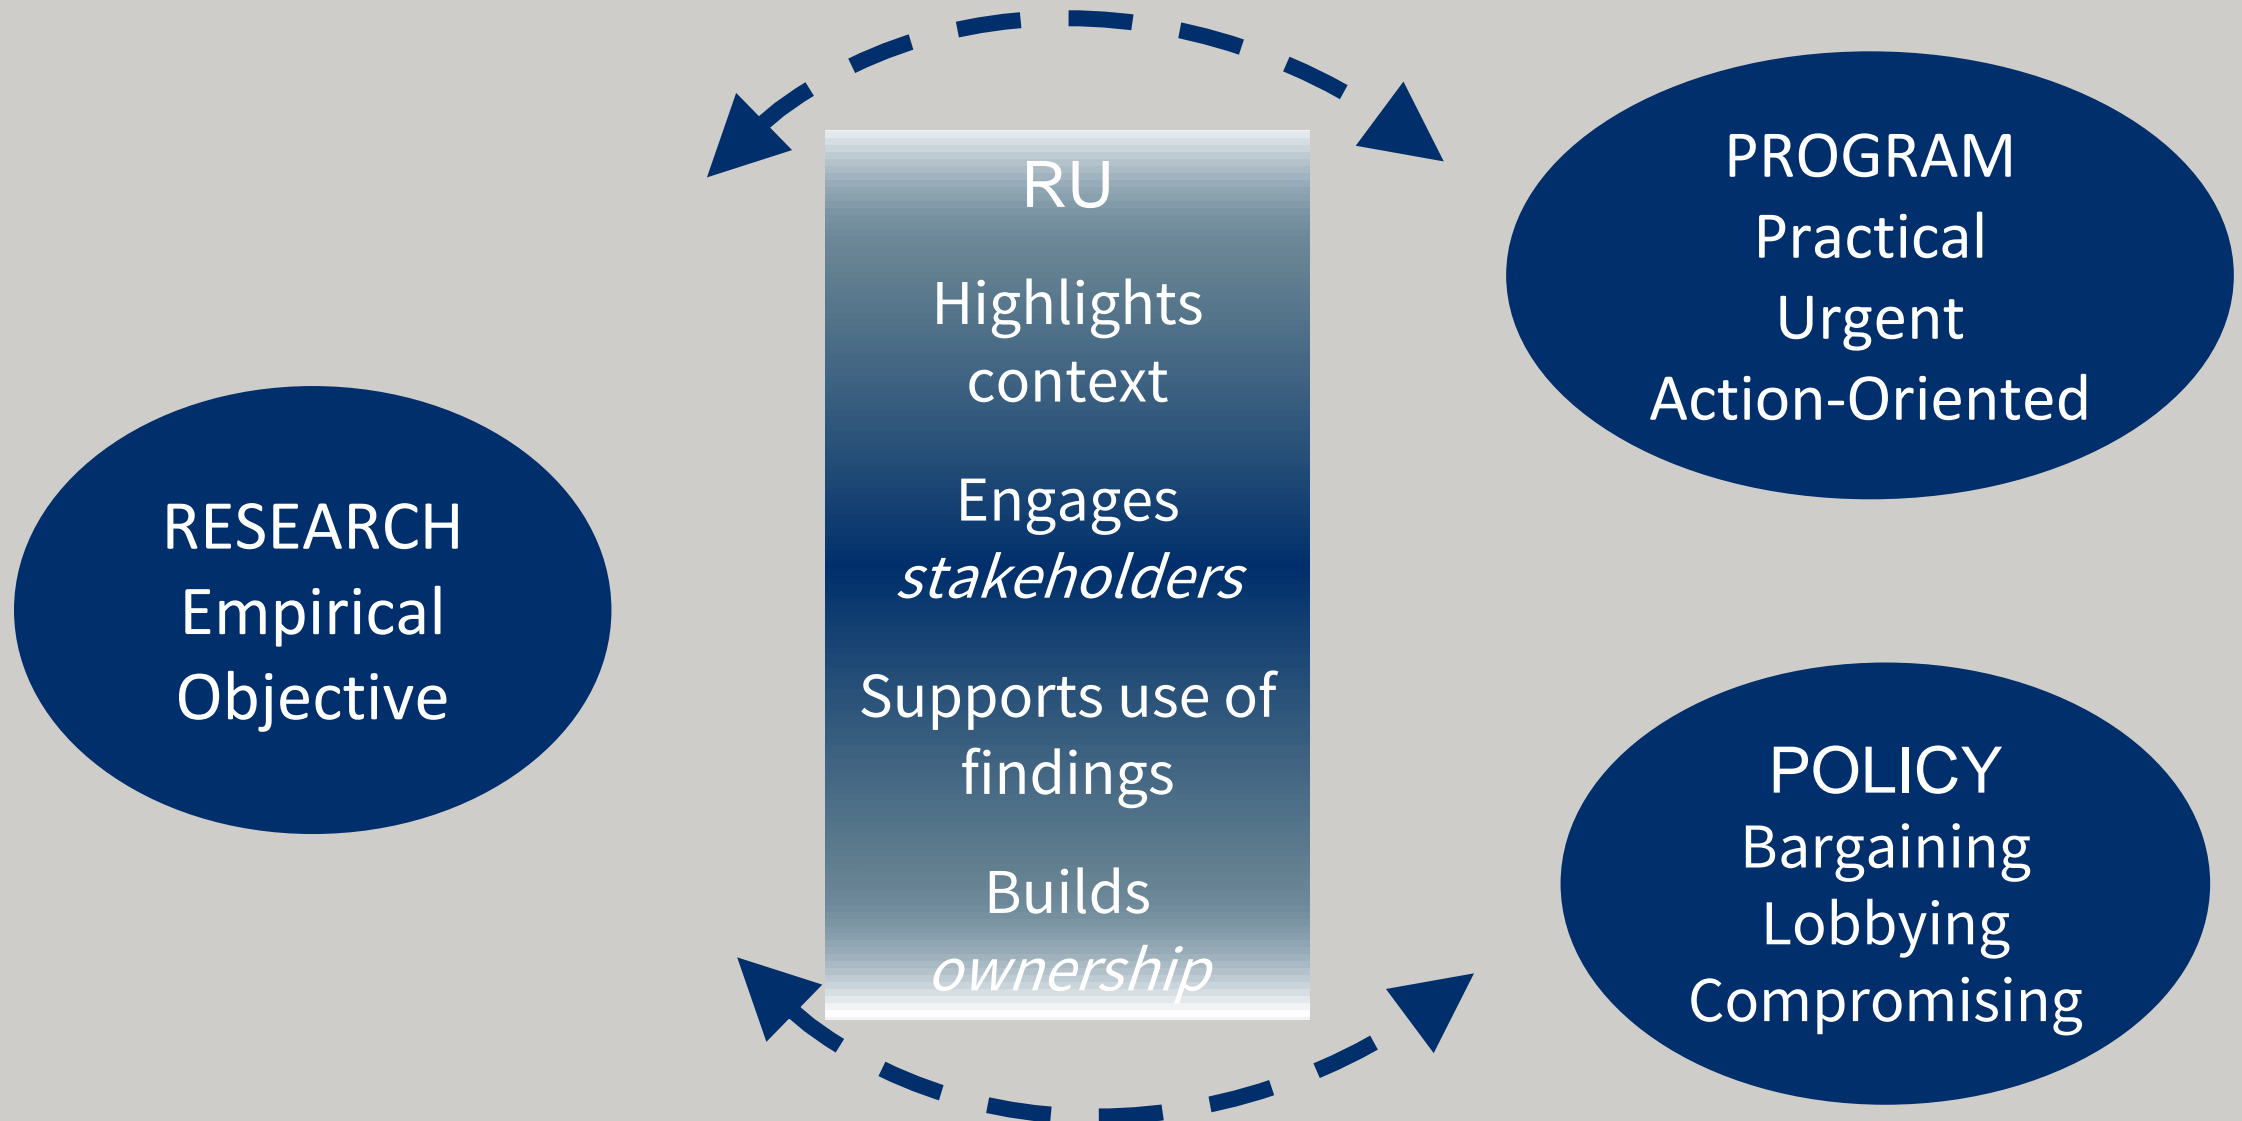 RESEARCH
Empirical
Objective
RU
Highlights
context
Engages
stakeholders
Supports use of
findings
Builds
ownership
PROGRAM
Practical
Urgent
Action-Oriented
POLICY
Bargaining
Lobbying
Compromising